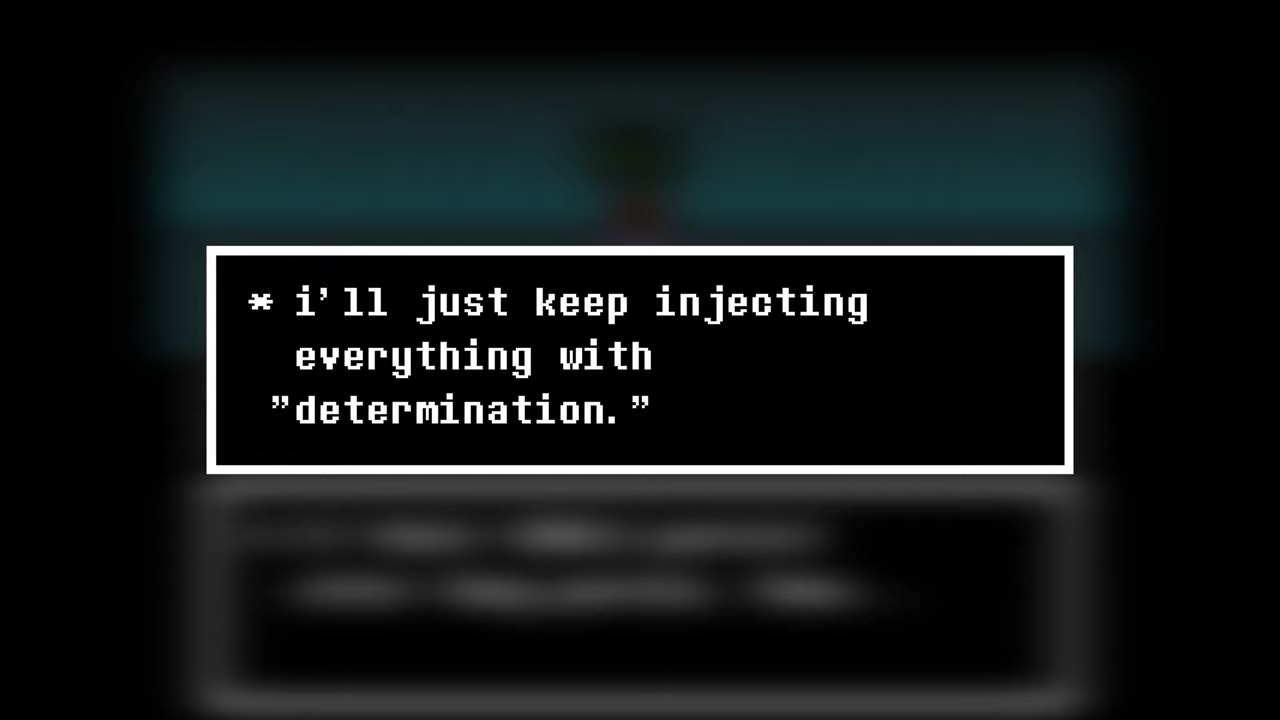 * i'll just keep injecting
everything with
"determination."